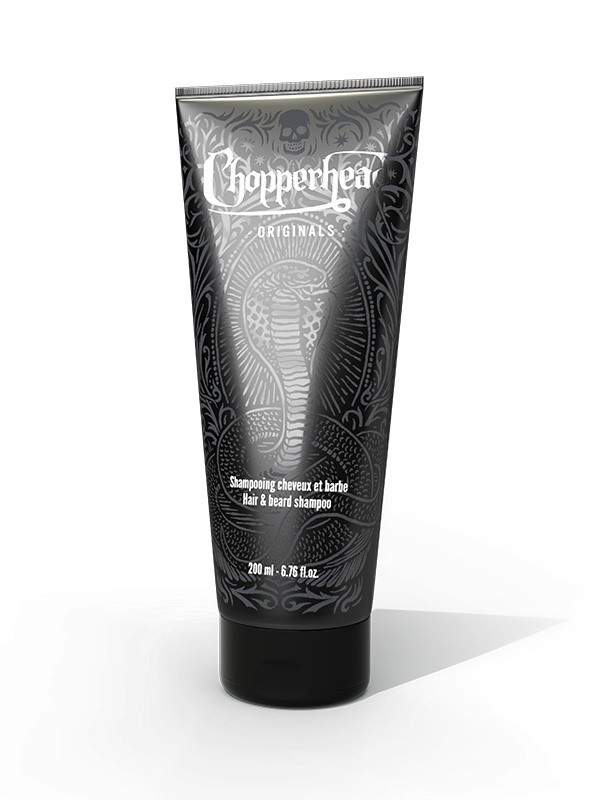 Chopperhead
ORIGINALS
Shampooing cheveux et barbe
Hair & beard shampoo
200 ml - 6.76 fl.oz.